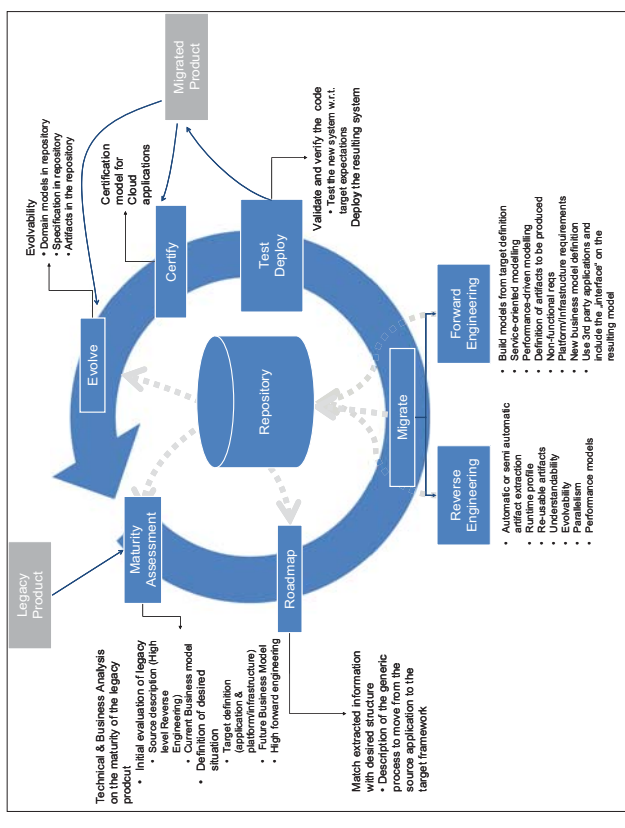 Legacy
Product
Migrated
Product
Technical & Business Analysis
on the maturity of the legacy
prodcut
• Initial evaluation of legacy
• Source description (High
level Reverse
Engineering)
• Current Business model
• Definition of desired
situation
• Target definition
(application &
platform/Infrastructure)
• Future Business Model
• High forward engineering
Maturity
Assessment
Evolve
Evolvability
• Domain models in repository
• Specification in repository
• Artifacts in the repository
Certify
Certification
model for
Cloud
applications
Repository
Roadmap
Match extracted information
with desired structure
• Description of the generic
process to move from the
source application to the
target framework
Test
Deploy
Validate and verify the code
• Test the new system w.r.t.
target expectations
Deploy the resulting system
Migrate
Reverse
Engineering
• Automatic or semi automatic
artifact extraction
• Runtime profile
• Re-usable artifacts
• Understandability
• Evolvability
• Parallelism
• Performance models
Forward
Engineering
• Build models from target definition
• Service-oriented modelling
• Performance-driven modelling
• Definition of artifacts to be produced
• Non-functional reqs
• Platform/Infrastructure requirements
• New business model definition
• Use 3rd party applications and
include the „interface“ on the
resulting model